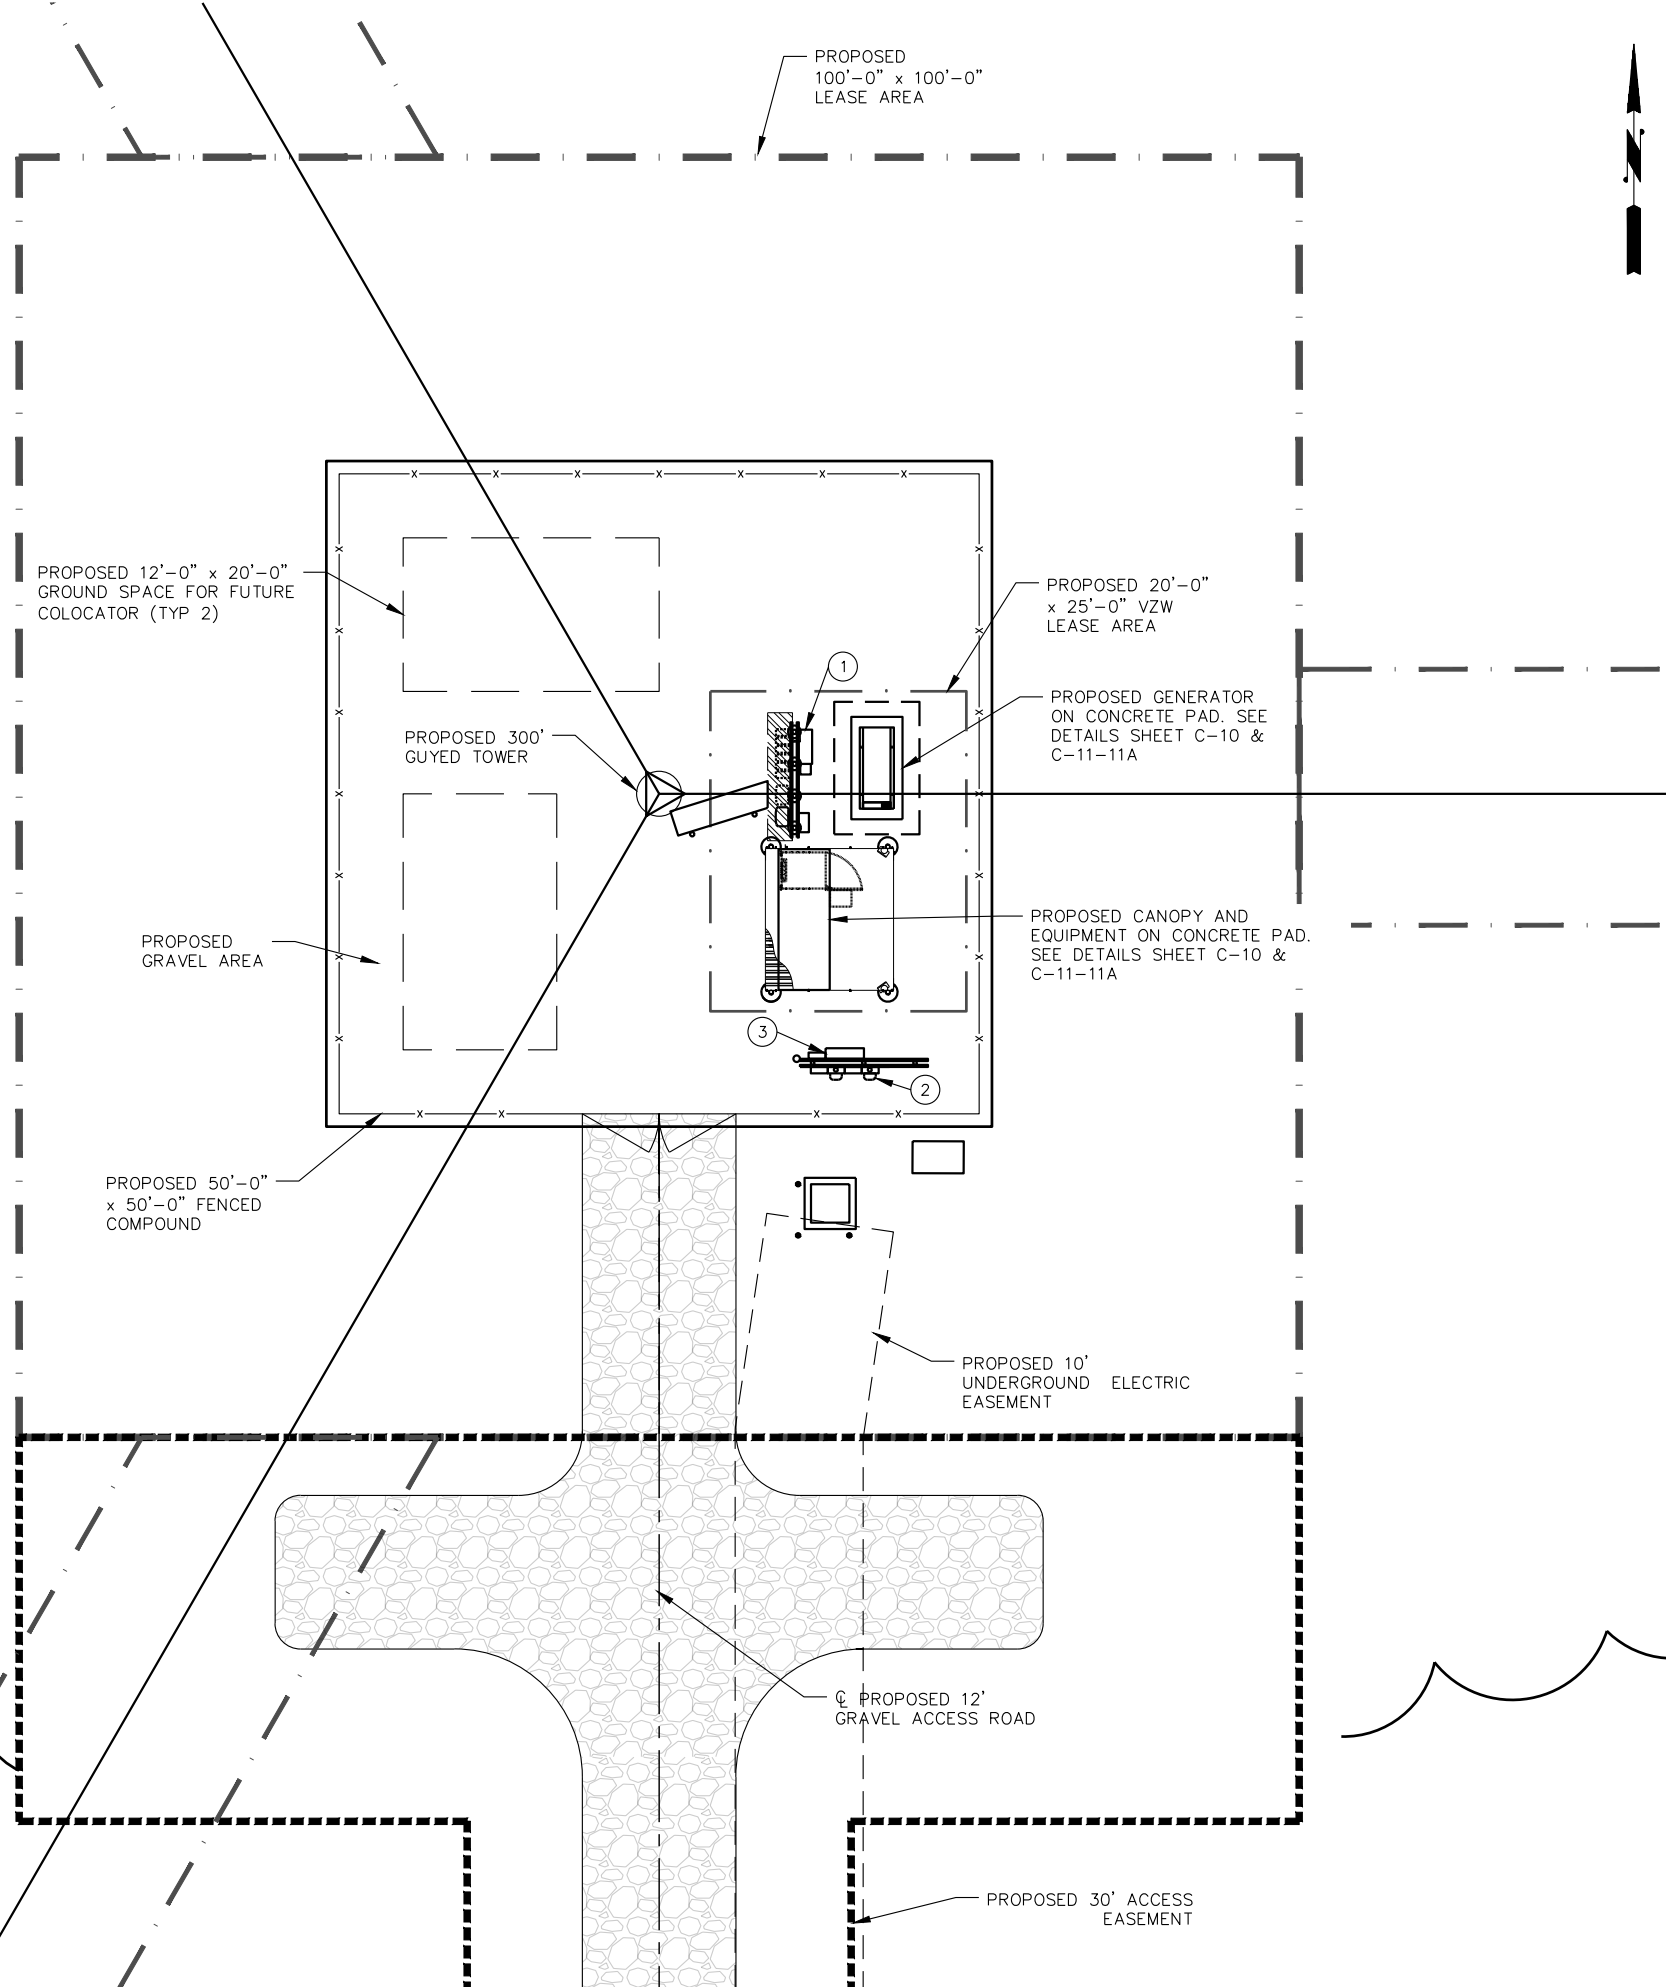 PROPOSED
100'-0" x 100'-0"
LEASE AREA
N
PROPOSED 12'-0" x 20'-0"
GROUND SPACE FOR FUTURE
COLOCATOR (TYP 2)
PROPOSED 20'-0"
x 25'-0" VZW
LEASE AREA
1
PROPOSED GENERATOR
ON CONCRETE PAD. SEE
DETAILS SHEET C-10 &
C-11-11A
PROPOSED 300'
GUYED TOWER
PROPOSED CANOPY AND
EQUIPMENT ON CONCRETE PAD.
SEE DETAILS SHEET C-10 &
C-11-11A
PROPOSED
GRAVEL AREA
3
2
PROPOSED 50'-0"
x 50'-0" FENCED
COMPOUND
PROPOSED 10'
UNDERGROUND ELECTRIC
EASEMENT
℄ PROPOSED 12'
GRAVEL ACCESS ROAD
PROPOSED 30' ACCESS
EASEMENT